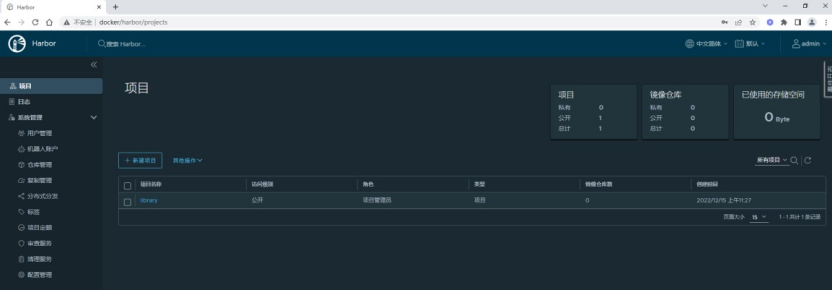 Harbor
不安全 docker/harbor/projects
Harbor
搜索 Harbor...
中文简体
默认
admin
项目
日志
系统管理
用户管理
机器人账户
仓库管理
复制管理
分布式分发
标签
项目定额
审查服务
清理服务
配置管理
项目
项目
私有 0
公开 1
总计 1
镜像仓库
私有 0
公开 0
总计 0
已使用的存储空间
0 Byte
+ 新建项目 其他操作
所有项目
项目名称 访问级别 角色 类型 镜像仓库数 创建时间
library 公开 项目管理员 项目 0 2022/12/15 上午11:27
页面大小 15 1 - 1 共计 1 条记录